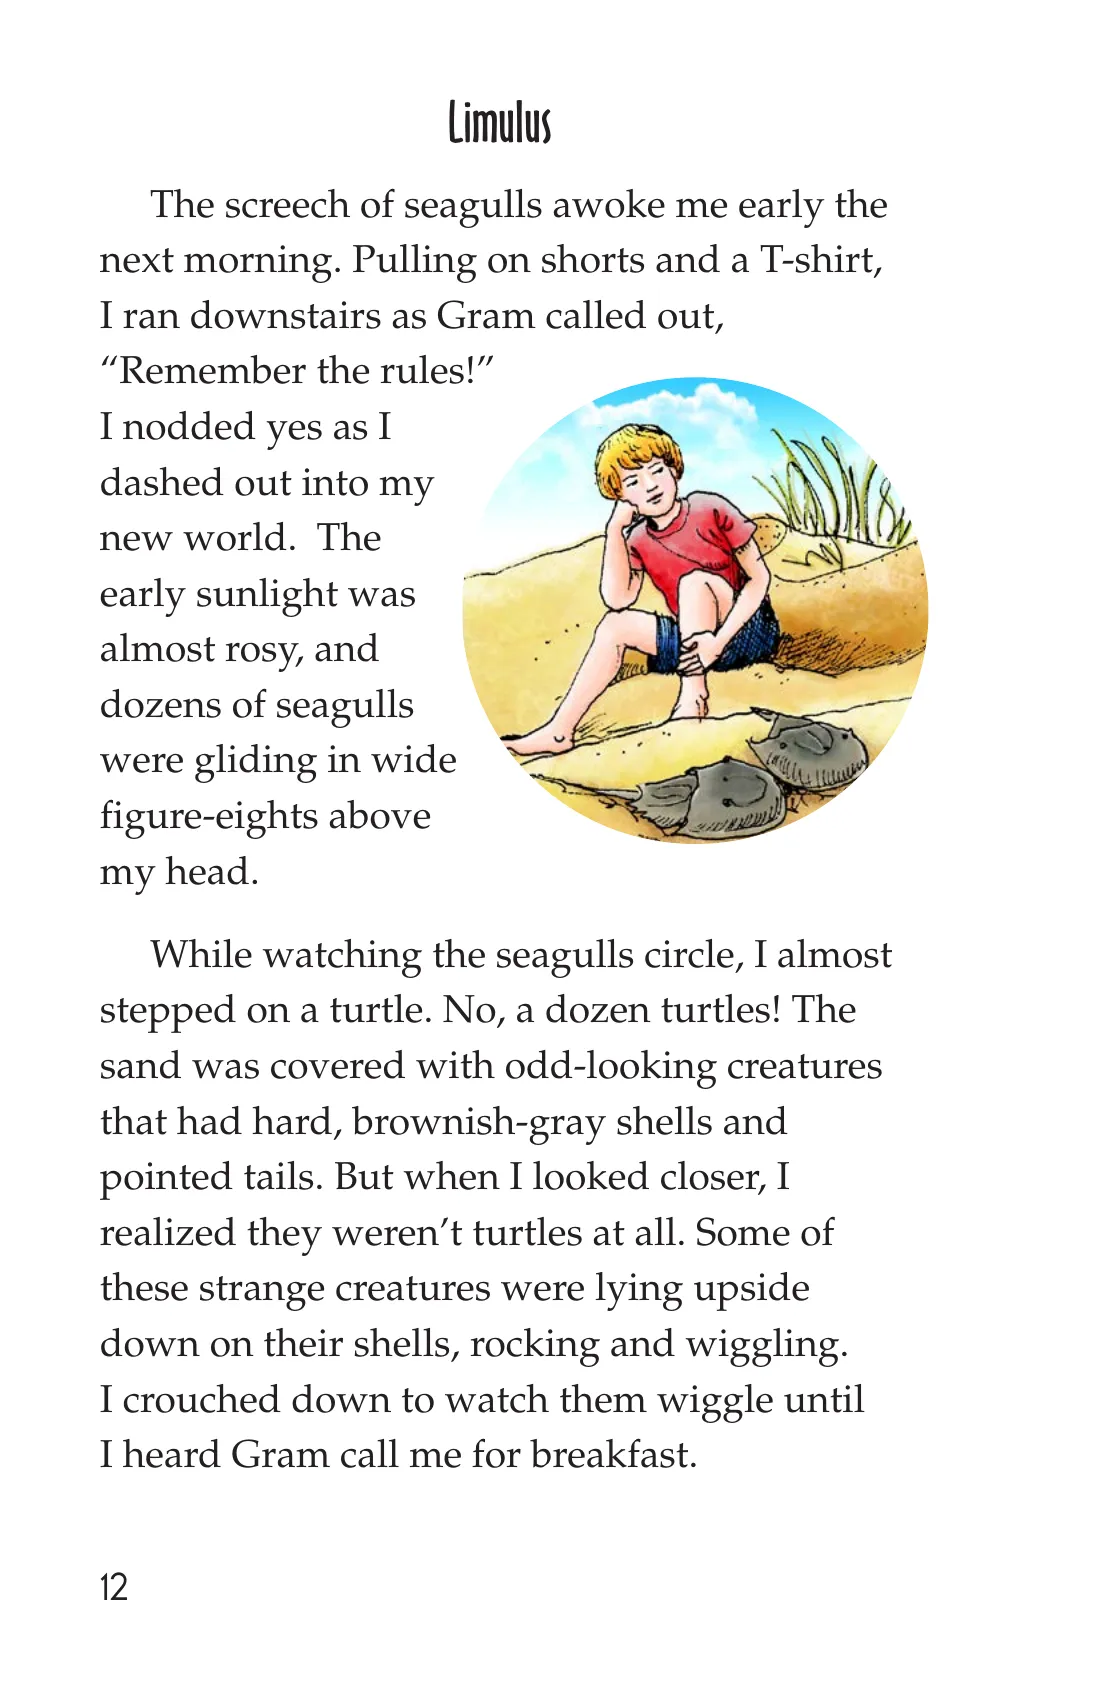 Limulus
The screech of seagulls awoke me early the
next morning. Pulling on shorts and a T-shirt,
I ran downstairs as Gram called out,
“Remember the rules!”
I nodded yes as I
dashed out into my
new world.  The
early sunlight was
almost rosy, and
dozens of seagulls
were gliding in wide
figure-eights above
my head.
While watching the seagulls circle, I almost
stepped on a turtle. No, a dozen turtles! The
sand was covered with odd-looking creatures
that had hard, brownish-gray shells and
pointed tails. But when I looked closer, I
realized they weren’t turtles at all. Some of
these strange creatures were lying upside
down on their shells, rocking and wiggling.
I crouched down to watch them wiggle until
I heard Gram call me for breakfast.
12